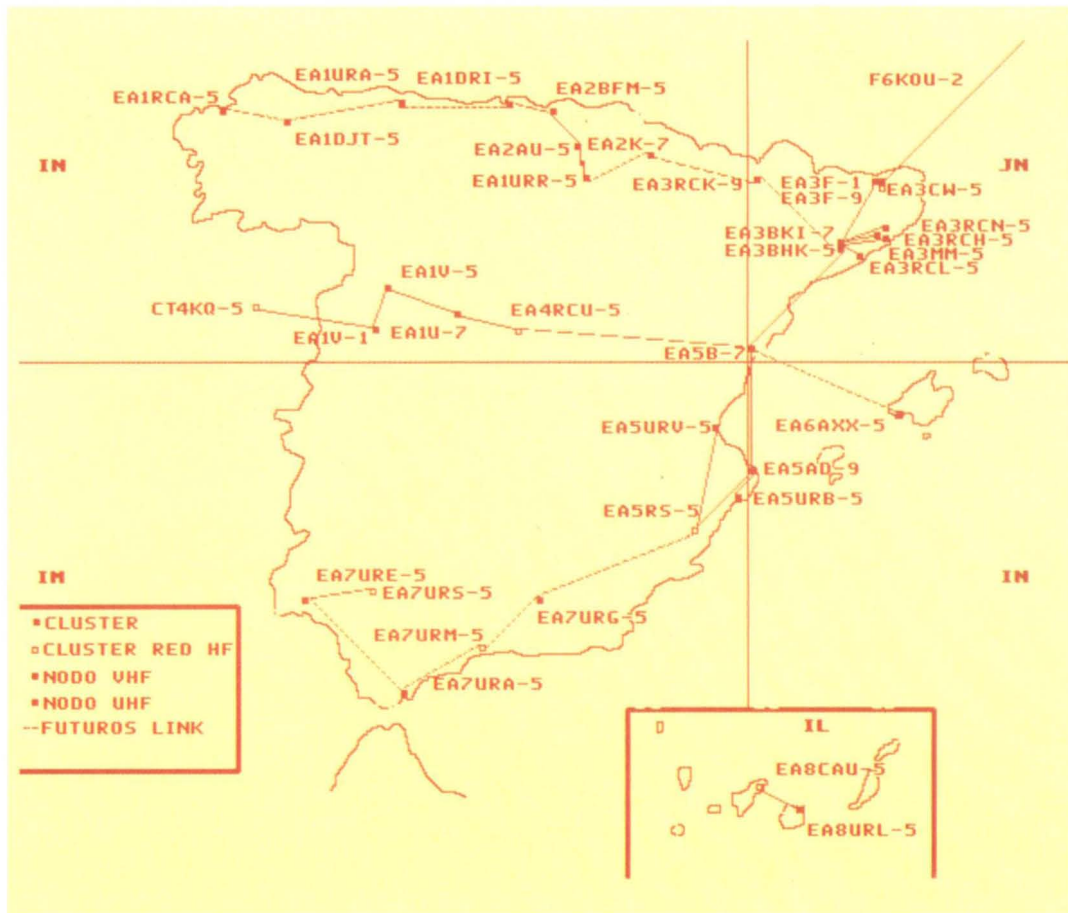 F6KOU-2
EA1URA-5
EA1DRI-5
EA2BFM-5
EA1RCA-5
EA1DJT-5
EA2AU-5
EA2K-7
IN
JN
EA1URR-5
EA3RCK-9
EA3F-1
EA3F-9
EA3CW-5
EA3BKI-7
EA3RCN-5
EA3BHK-5
EA3RCH-5
EA3MM-5
EA3RCL-5
EA1V-5
CT4KQ-5
EA4RCU-5
EA1V-1
EA1U-7
EA5B-7
EA5URV-5
EA6AXX-5
EA5AD-9
EA5RS-5
EA5URB-5
IM
IN
EA7URE-5
EA7URS-5
EA7URG-5
EA7URM-5
EA7URA-5
CLUSTER
CLUSTER RED HF
NODO VHF
NODO UHF
--FUTUROS LINK
IL
EA8CAU-5
EA8URL-5